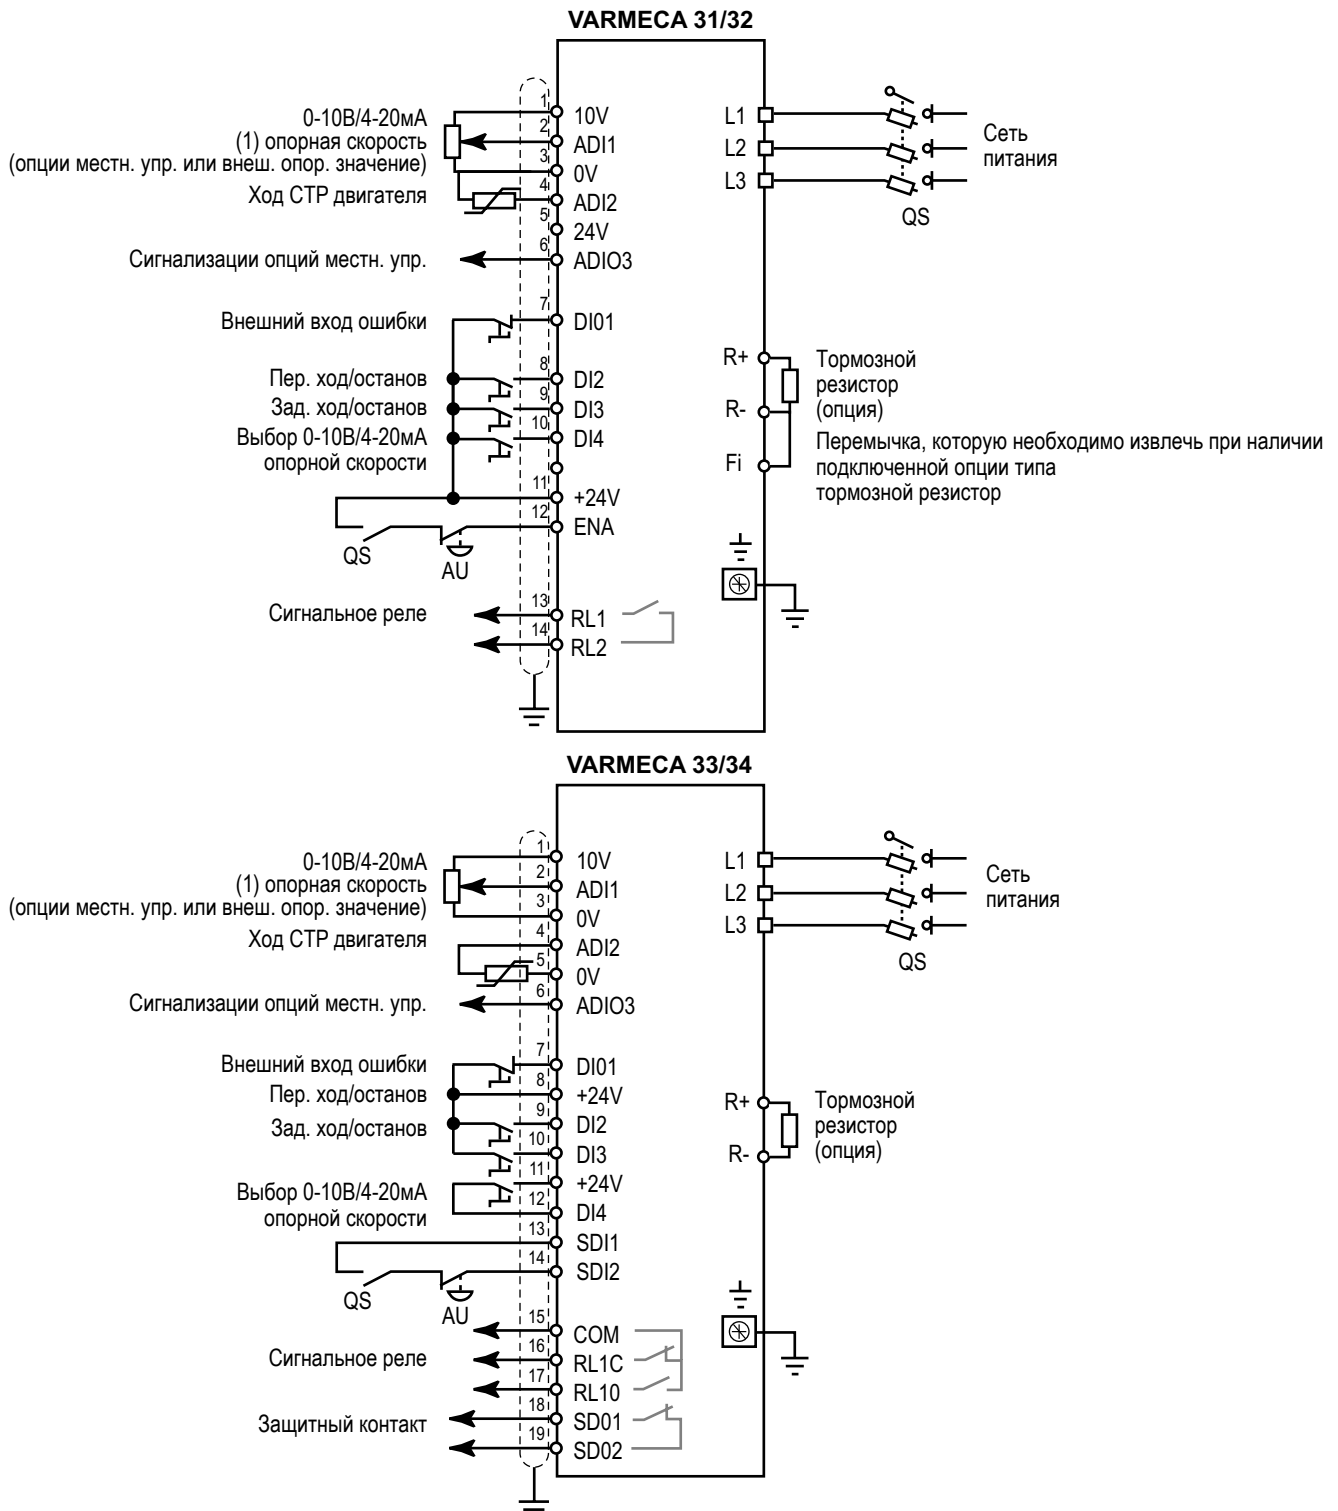 VARMECA 31/32
0-10В/4-20мА
(1) опорная скорость
(опции местн. упр. или внеш. опор. значение)
Ход СТР двигателя
Сигнализации опций местн. упр.
Внешний вход ошибки
Пер. ход/останов
Зад. ход/останов
Выбор 0-10В/4-20мА
опорной скорости
QS
AU
Сигнальное реле
1 10V
2 ADI1
3 0V
4 ADI2
5 24V
6 ADIO3
7 DI01
8 DI2
9 DI3
10 DI4
11 +24V
12 ENA
13 RL1
14 RL2
L1
L2
L3
QS
Сеть
питания
R+
R-
Fi
Тормозной
резистор
(опция)
Перемычка, которую необходимо извлечь при наличии
подключенной опции типа
тормозной резистор
VARMECA 33/34
0-10В/4-20мА
(1) опорная скорость
(опции местн. упр. или внеш. опор. значение)
Ход СТР двигателя
Сигнализации опций местн. упр.
Внешний вход ошибки
Пер. ход/останов
Зад. ход/останов
Выбор 0-10В/4-20мА
опорной скорости
QS
AU
Сигнальное реле
Защитный контакт
1 10V
2 ADI1
3 0V
4 ADI2
5 0V
6 ADIO3
7 DI01
8 +24V
9 DI2
10 DI3
11 +24V
12 DI4
13 SDI1
14 SDI2
15 COM
16 RL1C
17 RL10
18 SD01
19 SD02
L1
L2
L3
QS
Сеть
питания
R+
R-
Тормозной
резистор
(опция)